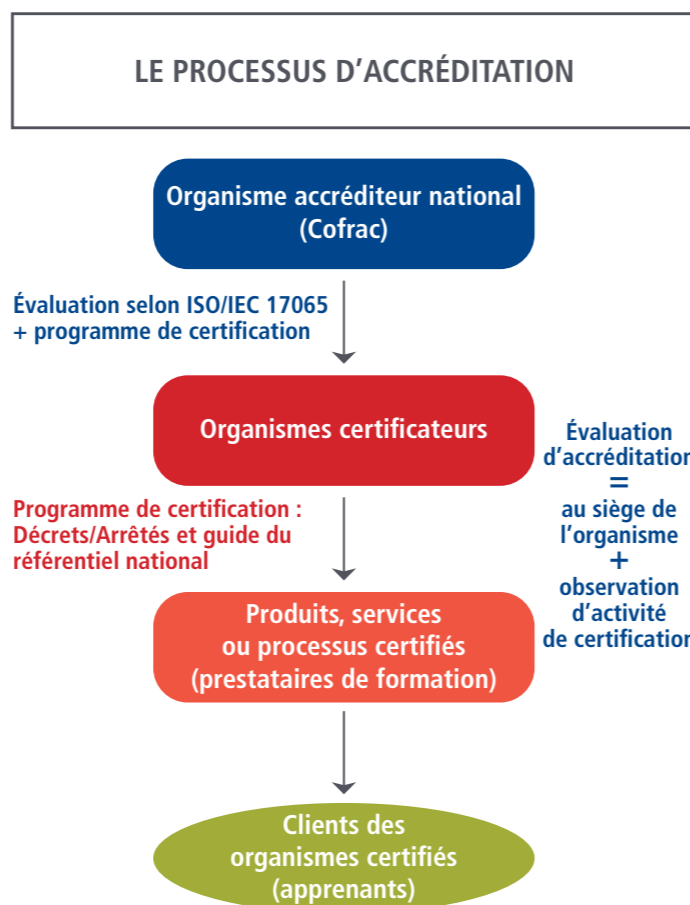 LE PROCESSUS D’ACCRÉDITATION
Organisme accréditeur national
(Cofrac)
Évaluation selon ISO/IEC 17065
+ programme de certification
Organismes certificateurs
Évaluation
d’accréditation
=
au siège de
l’organisme
+
observation
d’activité
de certification
Programme de certification :
Décrets/Arrêtés et guide du
référentiel national
Produits, services
ou processus certifiés
(prestataires de formation)
Clients des
organismes certifiés
(apprenants)